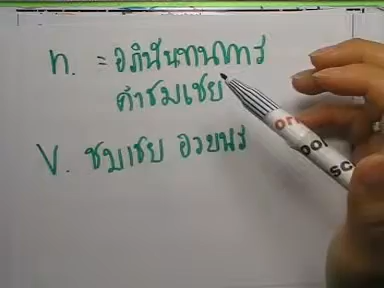 n. = อภินันทนาการ
คำชมเชย
V. ชมเชย อวยพร